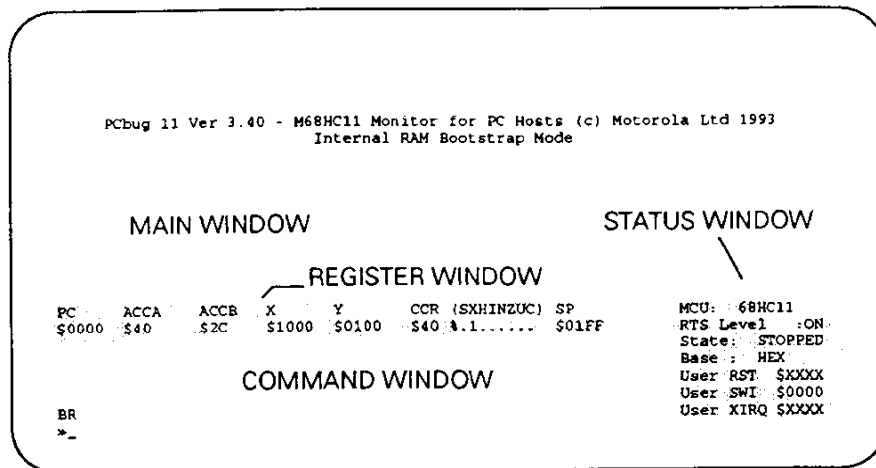 PCbug 11 Ver 3.40 - M68HC11 Monitor for PC Hosts (c) Motorola Ltd 1993
Internal RAM Bootstrap Mode
MAIN WINDOW
STATUS WINDOW
REGISTER WINDOW
PC ACCA ACCB X Y CCR (SXHINZUC) SP
$0000 $40 $2C $1000 $0100 $40 %.1...... $01FF
MCU: 68HC11
RTS Level :ON
State: STOPPED
Base : HEX
User RST $XXXX
User SWI $0000
User XIRQ $XXXX
COMMAND WINDOW
BR
»_